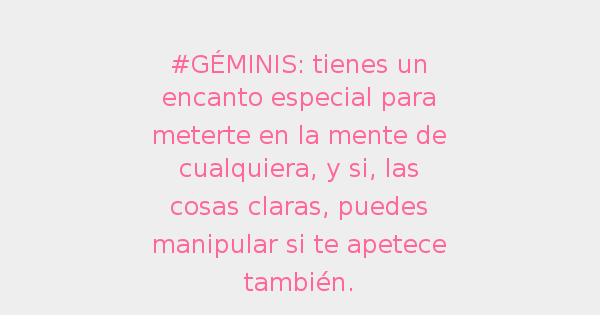 #GÉMINIS: tienes un
encanto especial para
meterte en la mente de
cualquiera, y si, las
cosas claras, puedes
manipular si te apetece
también.